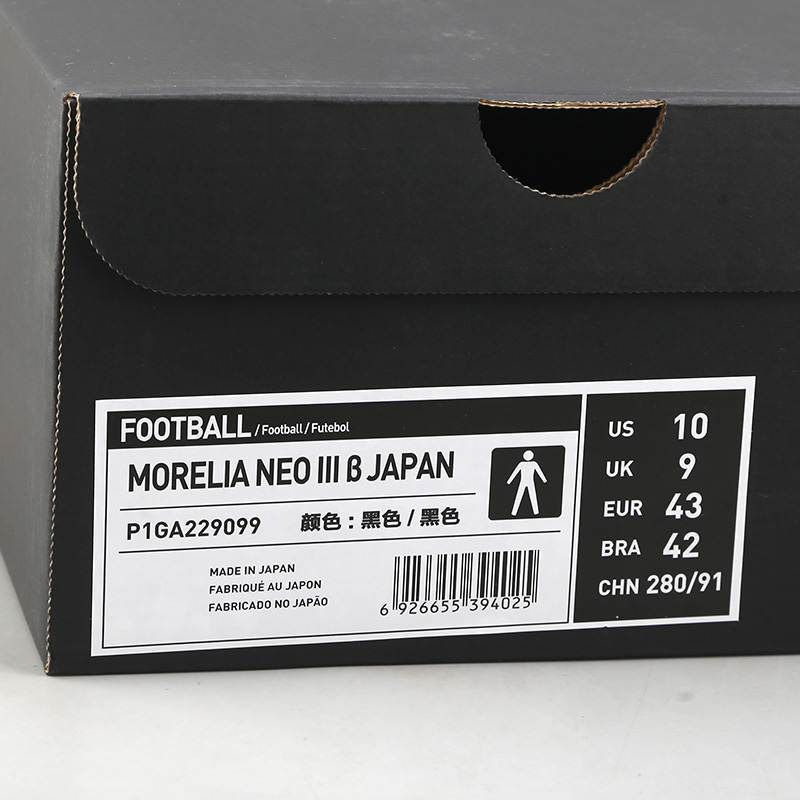 FOOTBALL / Football / Futebol
MORELIA NEO III β JAPAN
P1GA229099 颜色：黑色 / 黑色
MADE IN JAPAN
FABRIQUÉ AU JAPON
FABRICADO NO JAPÃO
6 926655 394025
US 10
UK 9
EUR 43
BRA 42
CHN 280/91